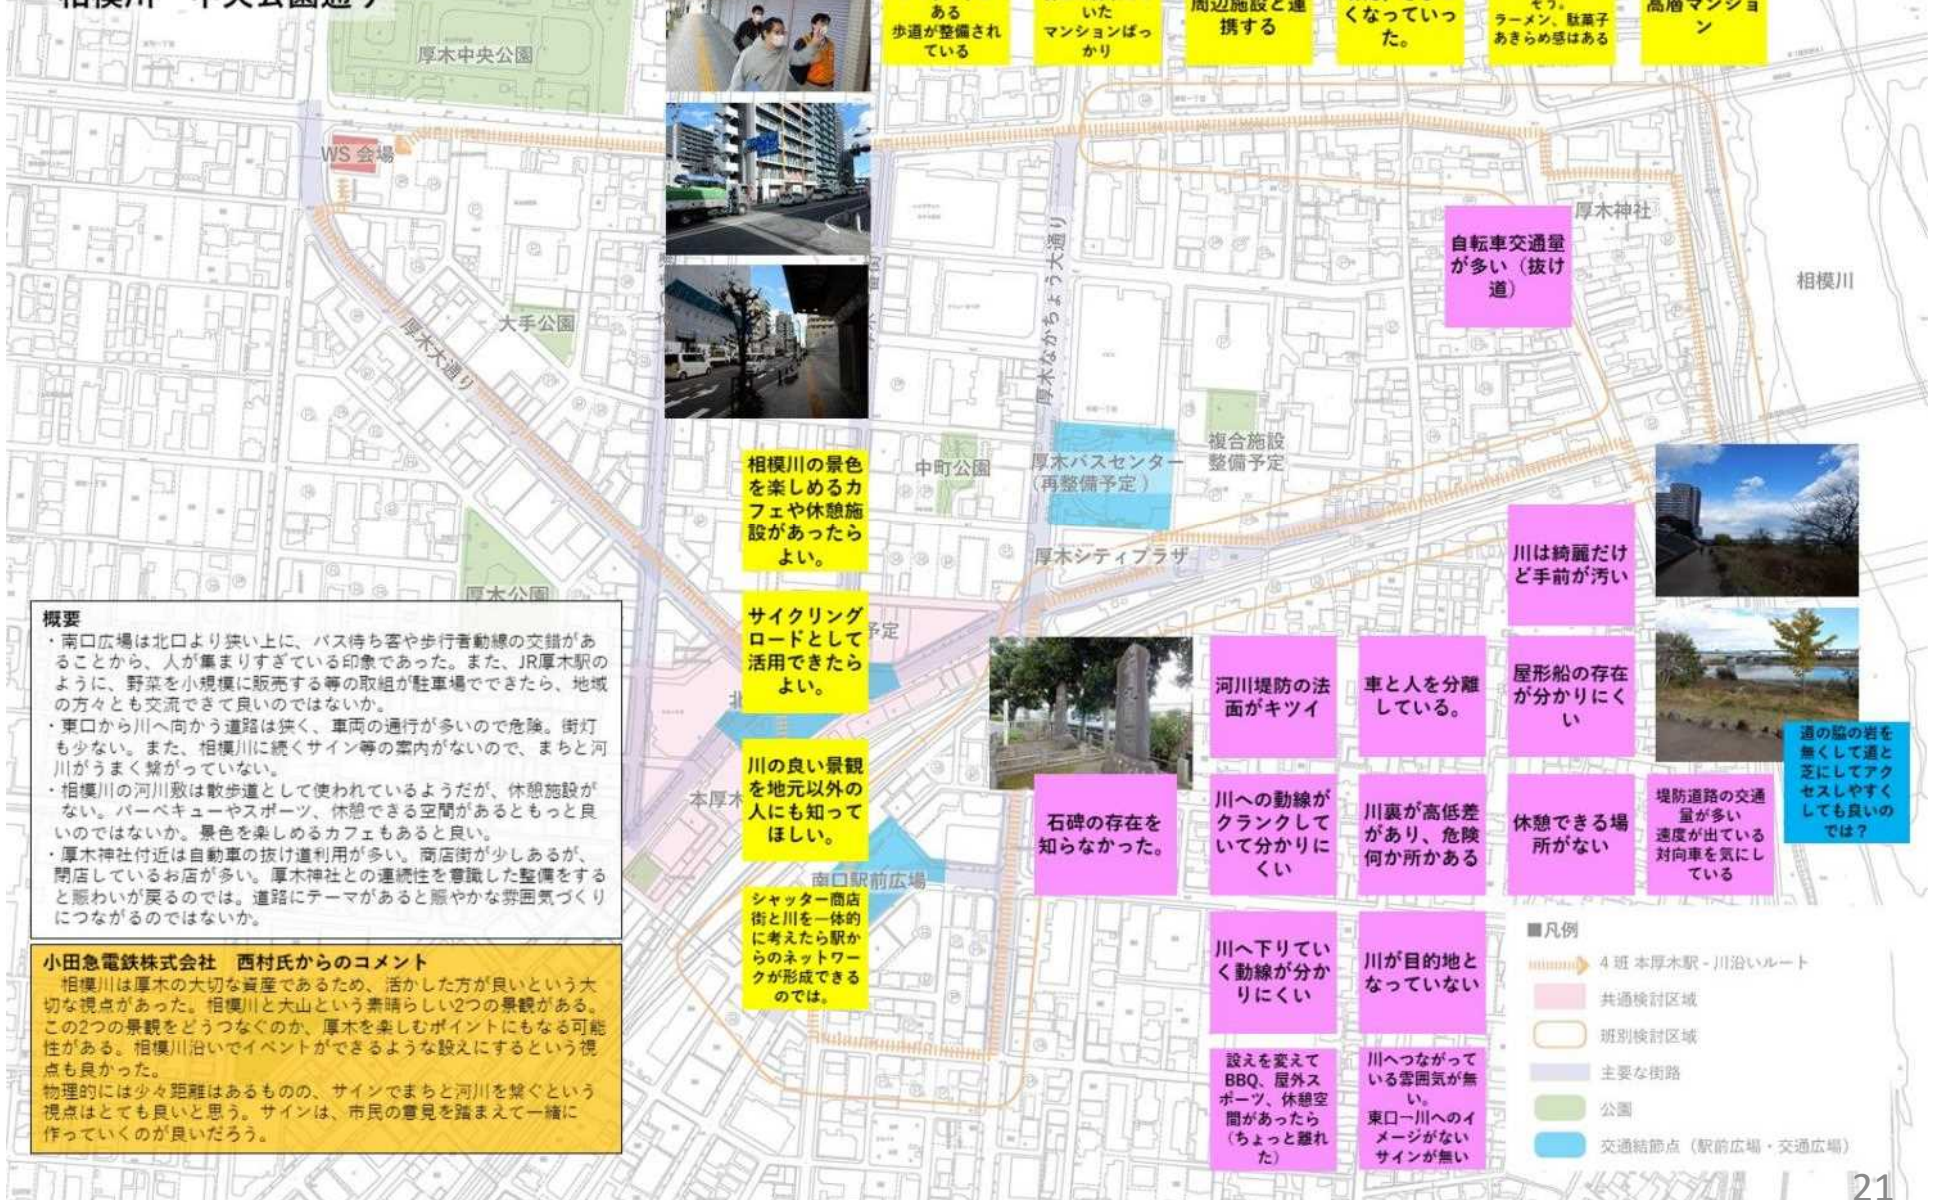 相模川~中央公園通り
ある
歩道が整備され
ている
いた
マンションばっ
かり
周辺施設と連
携する
くなっていっ
た。
そう。
ラーメン、駄菓子
あきらめ感はある
高層マンショ
ン
厚木中央公園
WS 会場
厚木神社
自転車交通量
が多い（抜け
道）
相模川
大手公園
厚木大通り
厚木なかちょう大通り
中町公園
厚木バスセンター
（再整備予定）
複合施設
整備予定
厚木シティプラザ
厚木公園
予定
北
本厚木
南口駅前広場
相模川の景色
を楽しめるカ
フェや休憩施
設があったら
よい。
サイクリング
ロードとして
活用できたら
よい。
川の良い景観
を地元以外の
人にも知って
ほしい。
シャッター商店
街と川を一体的
に考えたら駅か
らのネットワー
クが形成できる
のでは。
川は綺麗だけ
ど手前が汚い
河川堤防の法
面がキツイ
車と人を分離
している。
屋形船の存在
が分かりにく
い
道の脇の岩を
無くして道と
芝にしてアク
セスしやすく
しても良いの
では？
石碑の存在を
知らなかった。
川への動線が
クランクして
いて分かりに
くい
川裏が高低差
があり、危険
何か所かある
休憩できる場
所がない
堤防道路の交通
量が多い
速度が出ている
対向車を気にし
ている
川へ下りてい
く動線が分か
りにくい
川が目的地と
なっていない
設えを変えて
BBQ、屋外ス
ポーツ、休憩空
間があったら
（ちょっと離れ
た）
川へつながって
いる雰囲気が無
い。
東口ー川へのイ
メージがない
サインが無い
概要
・南口広場は北口より狭い上に、バス待ち客や歩行者動線の交錯があ
ることから、人が集まりすぎている印象であった。また、JR厚木駅の
ように、野菜を小規模に販売する等の取組が駐車場でできたら、地域
の方々とも交流できて良いのではないか。
・東口から川へ向かう道路は狭く、車両の通行が多いので危険。街灯
も少ない。また、相模川に続くサイン等の案内がないので、まちと河
川がうまく繋がっていない。
・相模川の河川敷は散歩道として使われているようだが、休憩施設が
ない。バーベキューやスポーツ、休憩できる空間があるともっと良
いのではないか。景色を楽しめるカフェもあると良い。
・厚木神社付近は自動車の抜け道利用が多い。商店街が少しあるが、
閉店しているお店が多い。厚木神社との連続性を意識した整備をする
と賑わいが戻るのでは。道路にテーマがあると賑やかな雰囲気づくり
につながるのではないか。
小田急電鉄株式会社　西村氏からのコメント
　相模川は厚木の大切な資産であるため、活かした方が良いという大
切な視点があった。相模川と大山という素晴らしい2つの景観がある。
この2つの景観をどうつなぐのか、厚木を楽しむポイントにもなる可能
性がある。相模川沿いでイベントができるような設えにするという視
点も良かった。
物理的には少々距離はあるものの、サインでまちと河川を繋ぐという
視点はとても良いと思う。サインは、市民の意見を踏まえて一緒に
作っていくのが良いだろう。
■凡例
4 班 本厚木駅 - 川沿いルート
共通検討区域
班別検討区域
主要な街路
公園
交通結節点（駅前広場・交通広場）
21